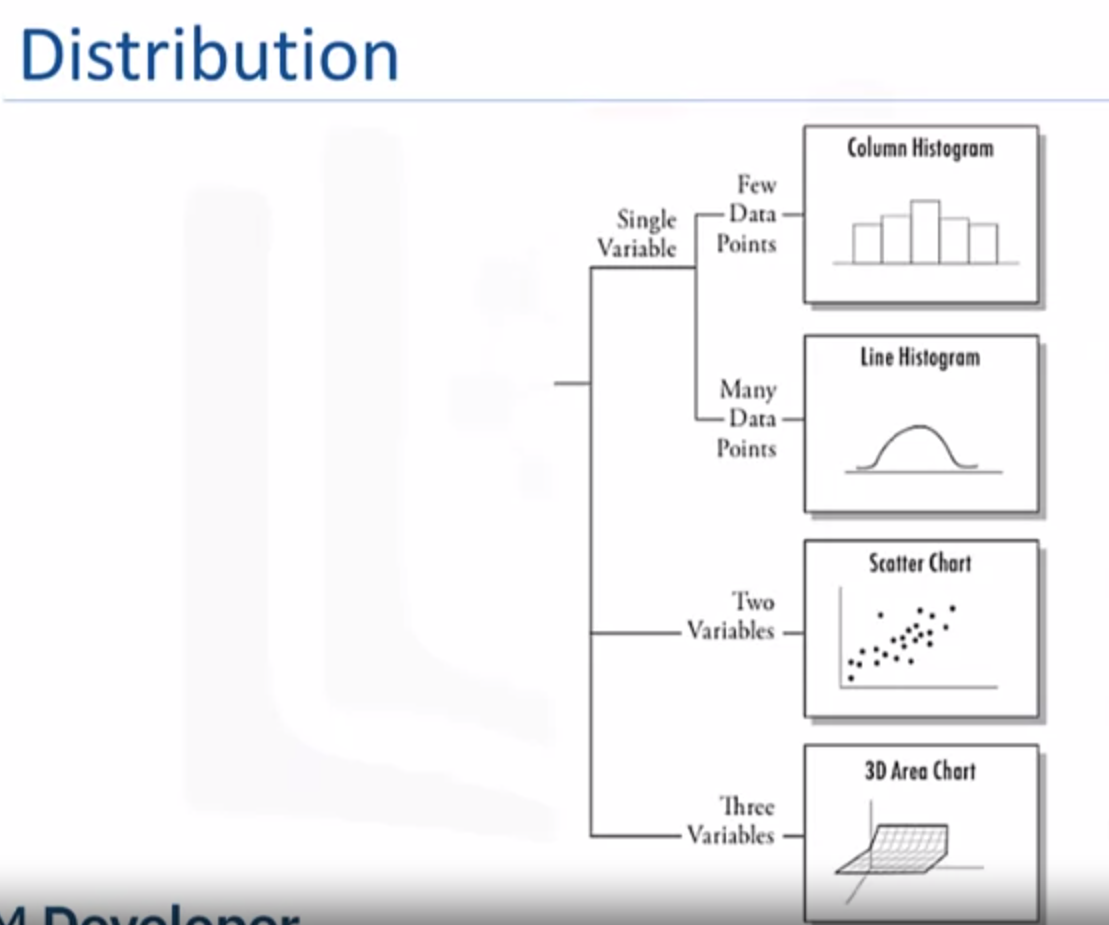 Distribution
Column Histogram
Few
Data
Points
Single
Variable
Line Histogram
Many
Data
Points
Scatter Chart
Two
Variables
3D Area Chart
Three
Variables
Developer